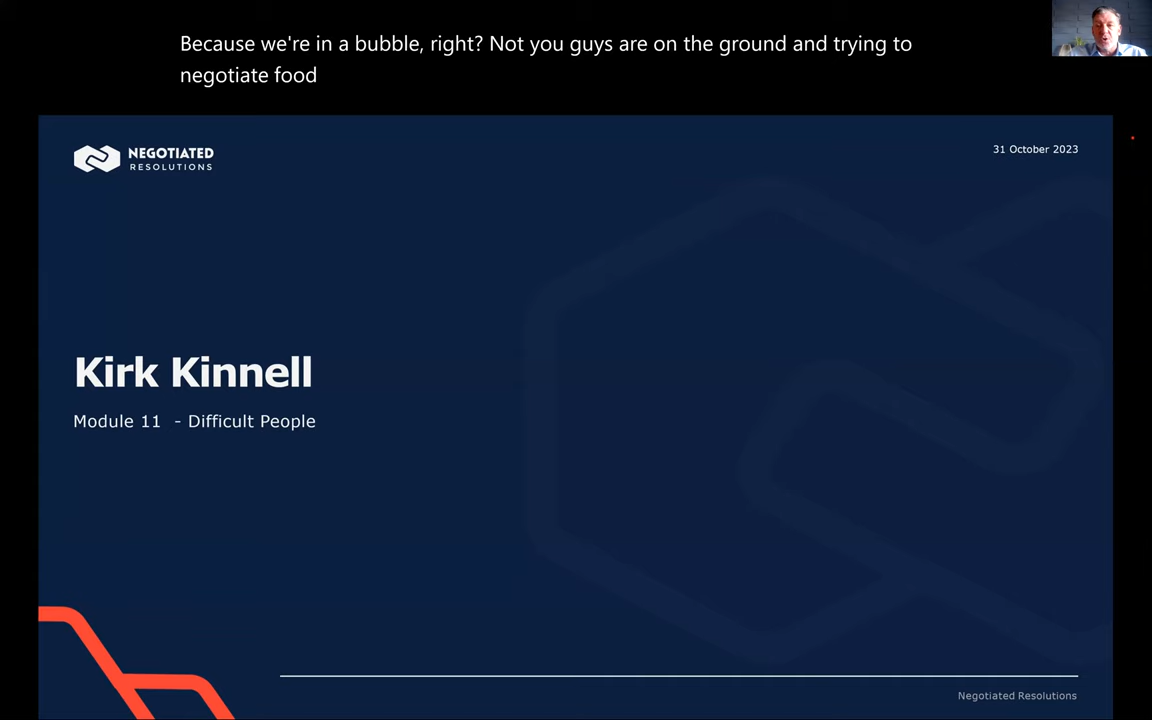 Because we're in a bubble, right? Not you guys are on the ground and trying to
negotiate food
NEGOTIATED
RESOLUTIONS
31 October 2023
Kirk Kinnell
Module 11 - Difficult People
Negotiated Resolutions